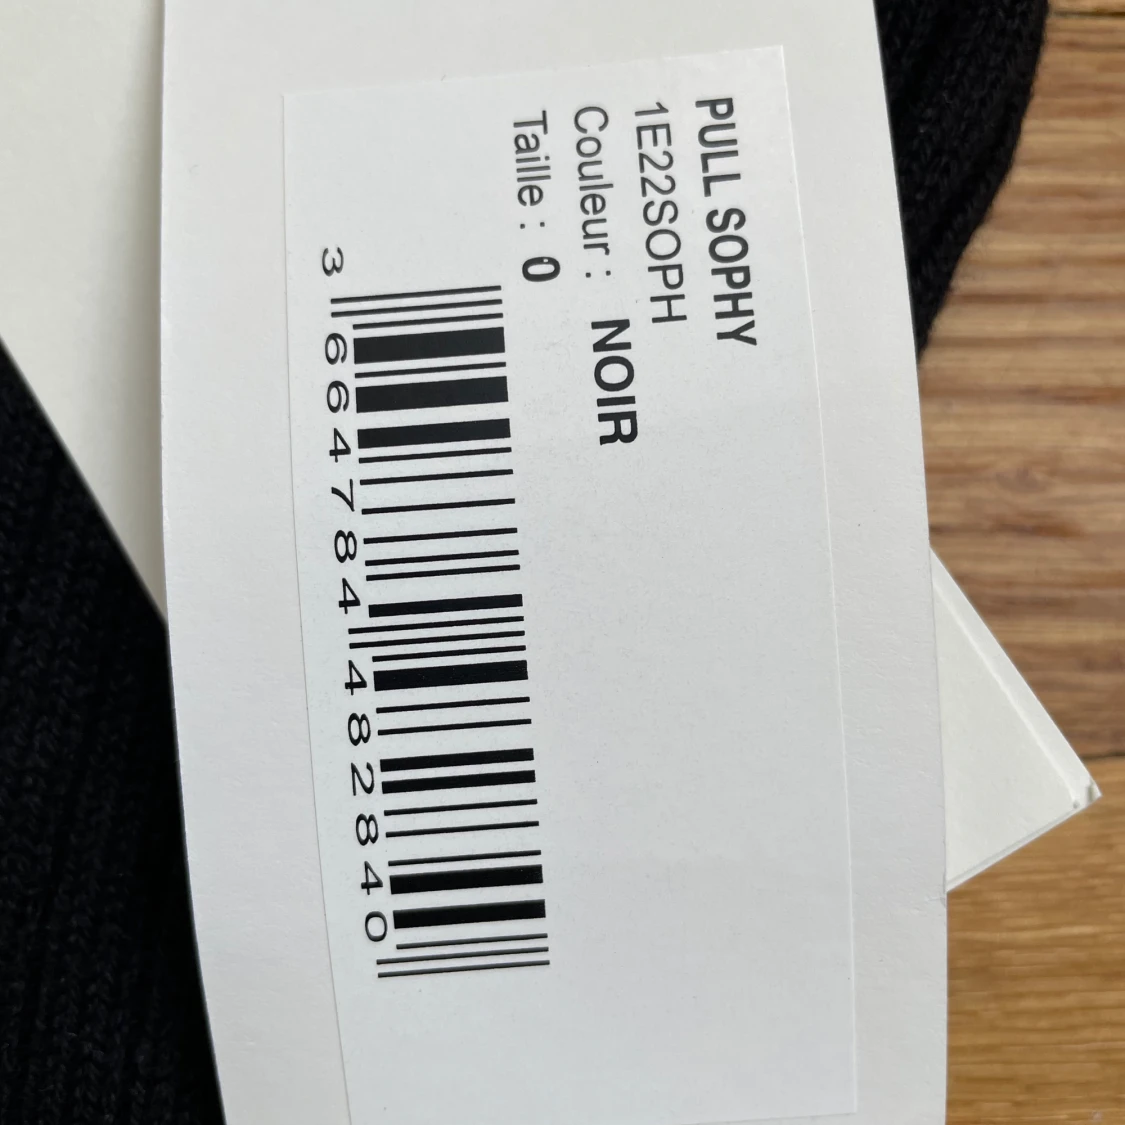 PULL SOPHY
1E22SOPH
Couleur : NOIR
Taille : 0
3 664784 482840